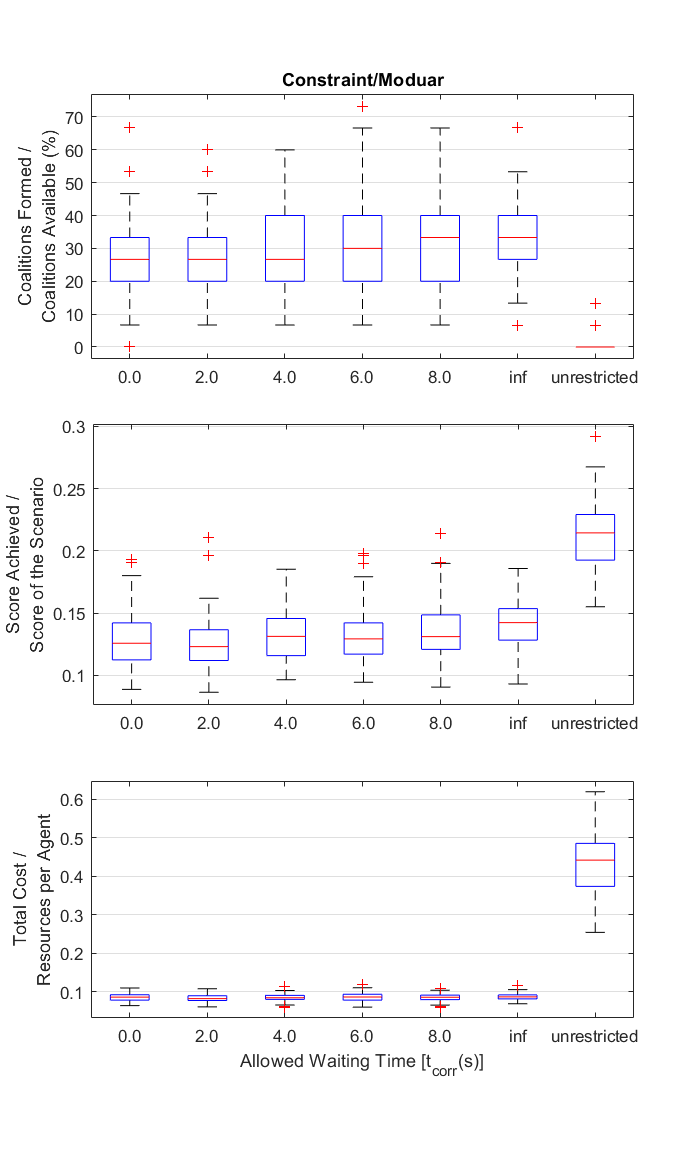 Constraint/Moduar
Coalitions Formed /
Coalitions Available (%)
70
60
50
40
30
20
10
0
0.0 2.0 4.0 6.0 8.0 inf unrestricted
Score Achieved /
Score of the Scenario
0.3
0.25
0.2
0.15
0.1
0.0 2.0 4.0 6.0 8.0 inf unrestricted
Total Cost /
Resources per Agent
0.6
0.5
0.4
0.3
0.2
0.1
0.0 2.0 4.0 6.0 8.0 inf unrestricted
Allowed Waiting Time [tcorr(s)]